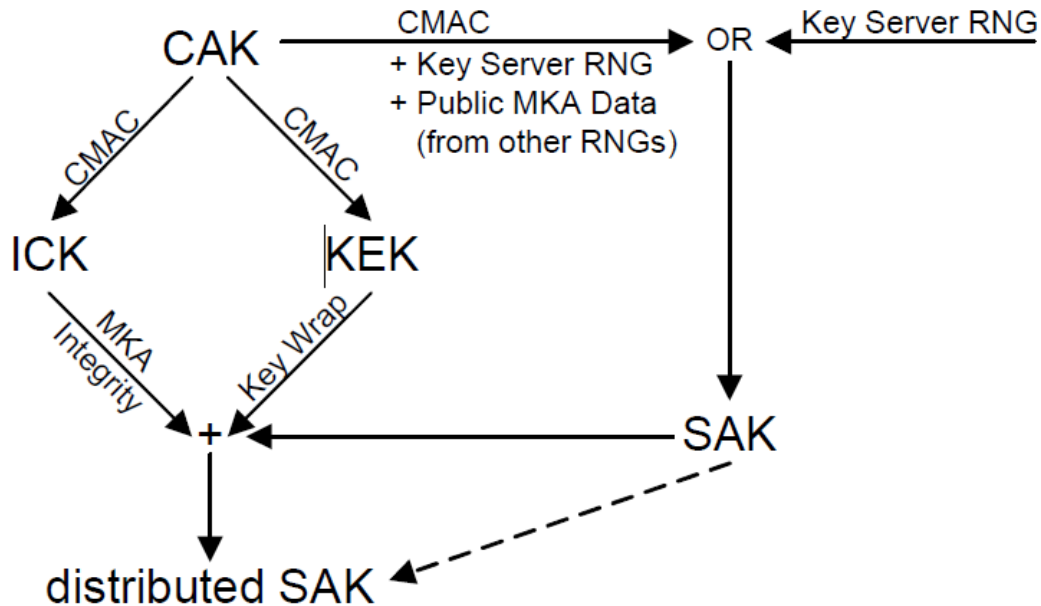 CMAC
Key Server RNG
CAK
OR
+ Key Server RNG
+ Public MKA Data
(from other RNGs)
CMAC
CMAC
ICK
KEK
MKA
Integrity
Key Wrap
+
SAK
distributed SAK